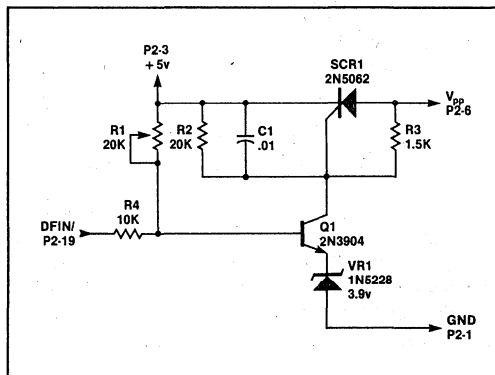 P2-3
+ 5v
SCR1
2N5062
Vpp
P2-6
R1
20K
R2
20K
C1
.01
R3
1.5K
R4
10K
DFIN/
P2-19
Q1
2N3904
VR1
1N5228
3.9v
GND
P2-1